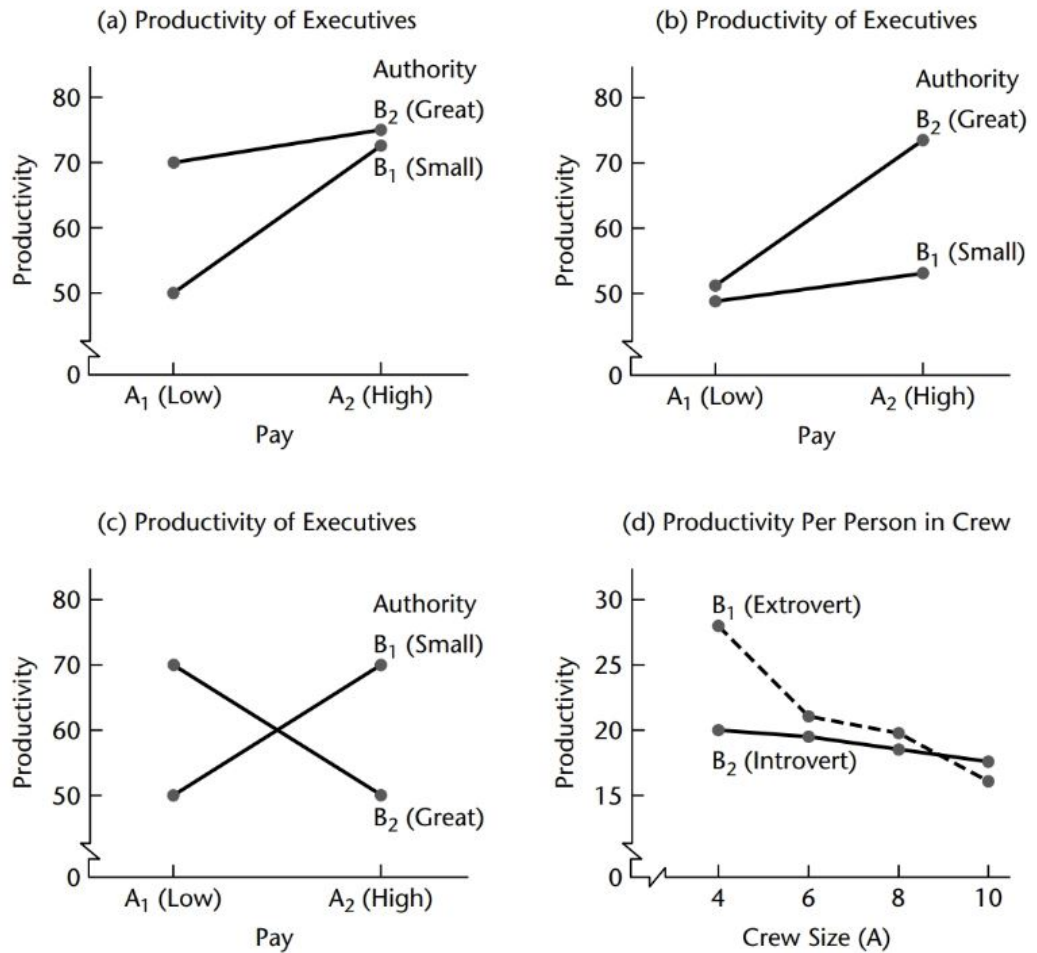 (a) Productivity of Executives
Authority
B2 (Great)
B1 (Small)
80
70
60
50
0
Productivity
A1 (Low)
A2 (High)
Pay
(b) Productivity of Executives
Authority
B2 (Great)
B1 (Small)
80
70
60
50
0
Productivity
A1 (Low)
A2 (High)
Pay
(c) Productivity of Executives
Authority
B1 (Small)
B2 (Great)
80
70
60
50
0
Productivity
A1 (Low)
A2 (High)
Pay
(d) Productivity Per Person in Crew
B1 (Extrovert)
B2 (Introvert)
30
25
20
15
0
Productivity
4
6
8
10
Crew Size (A)